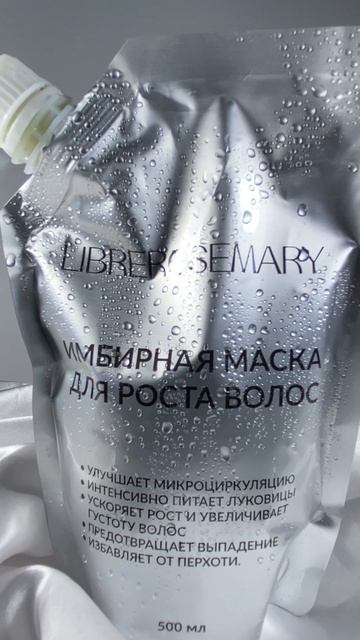 LIBREROSEMARY
ИМБИРНАЯ МАСКА
ДЛЯ РОСТА ВОЛОС
• УЛУЧШАЕТ МИКРОЦИРКУЛЯЦИЮ
• ИНТЕНСИВНО ПИТАЕТ ЛУКОВИЦЫ
• УСКОРЯЕТ РОСТ И УВЕЛИЧИВАЕТ
ГУСТОТУ ВОЛОС
• ПРЕДОТВРАЩАЕТ ВЫПАДЕНИЕ
• ИЗБАВЛЯЕТ ОТ ПЕРХОТИ.
500 МЛ